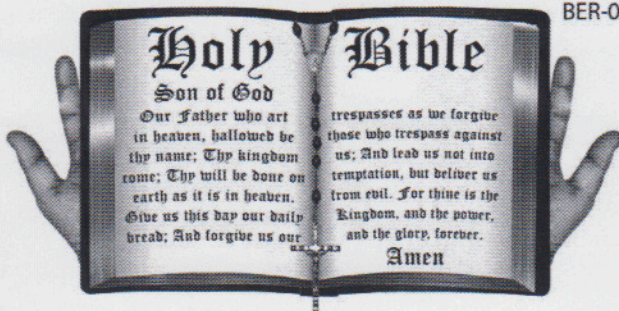 BER-0
Holy Bible
Son of God
Our Father who art
in heaven, hallowed be
thy name; Thy kingdom
come; Thy will be done on
earth as it is in heaven.
Give us this day our daily
bread; And forgive us our
trespasses as we forgive
those who trespass against
us; And lead us not into
temptation, but deliver us
from evil. For thine is the
Kingdom, and the power,
and the glory, forever.
Amen